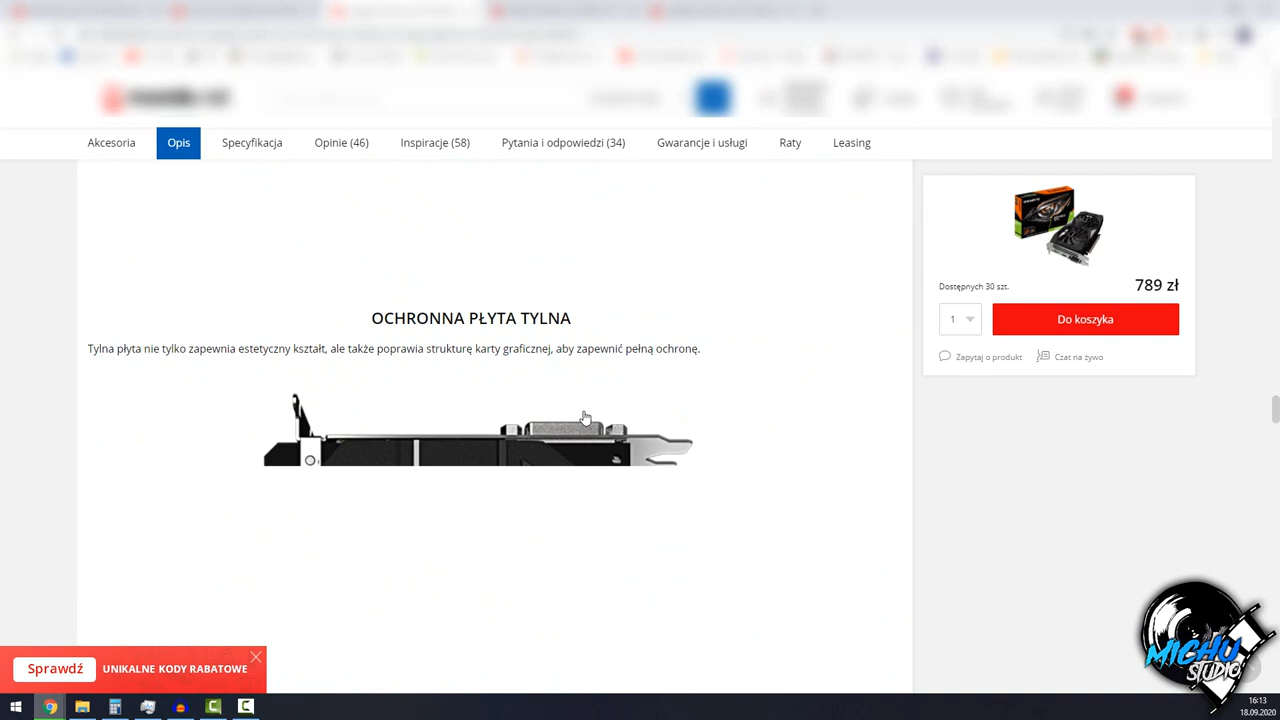 Akcesoria
Opis
Specyfikacja
Opinie (46)
Inspiracje (58)
Pytania i odpowiedzi (34)
Gwarancje i usługi
Raty
Leasing
GIGABYTE
Dostępnych 30 szt.
789 zł
1
Do koszyka
Zapytaj o produkt
Czat na żywo
OCHRONNA PŁYTA TYLNA
Tylna płyta nie tylko zapewnia estetyczny kształt, ale także poprawia strukturę karty graficznej, aby zapewnić pełną ochronę.
Sprawdź
UNIKALNE KODY RABATOWE
MICHU
STUDIO
16:13
18.09.2020